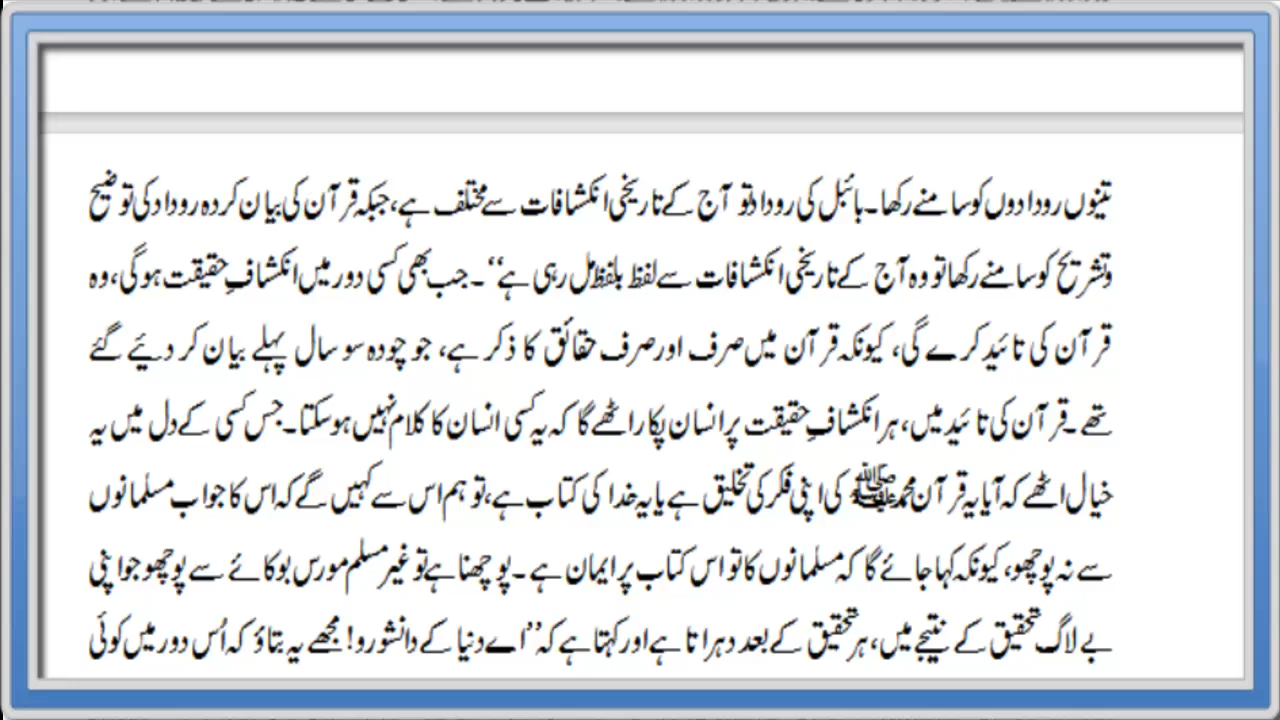 تینوں رودادوں کو سامنے رکھا۔ بائبل کی روداد تو آج کے تاریخی انکشافات سے مختلف ہے، جبکہ قرآن کی بیان کردہ روداد کی توضیح
وتشریح کو سامنے رکھا تو وہ آج کے تاریخی انکشافات سے لفظ بلفظ مل رہی ہے‘‘۔ جب بھی کسی دور میں انکشافِ حقیقت ہوگی، وہ
قرآن کی تائید کرے گی، کیونکہ قرآن میں صرف اور صرف حقائق کا ذکر ہے، جو چودہ سو سال پہلے بیان کر دیئے گئے
تھے۔ قرآن کی تائید میں، ہر انکشافِ حقیقت پر انسان پکار اٹھے گا کہ یہ کسی انسان کا کلام نہیں ہوسکتا۔ جس کسی کے دل میں یہ
خیال اٹھے کہ آیا یہ قرآن محمدﷺ کی اپنی فکر کی تخلیق ہے یا یہ خدا کی کتاب ہے، تو ہم اس سے کہیں گے کہ اس کا جواب مسلمانوں
سے نہ پوچھو، کیونکہ کہا جائے گا کہ مسلمانوں کا تو اس کتاب پر ایمان ہے۔ پوچھنا ہے تو غیر مسلم مورس بوکائے سے پوچھو جو اپنی
بے لاگ تحقیق کے نتیجے میں، ہر تحقیق کے بعد دہراتا ہے اور کہتا ہے کہ ’’اے دنیا کے دانشورو! مجھے یہ بتاؤ کہ اُس دور میں کوئی